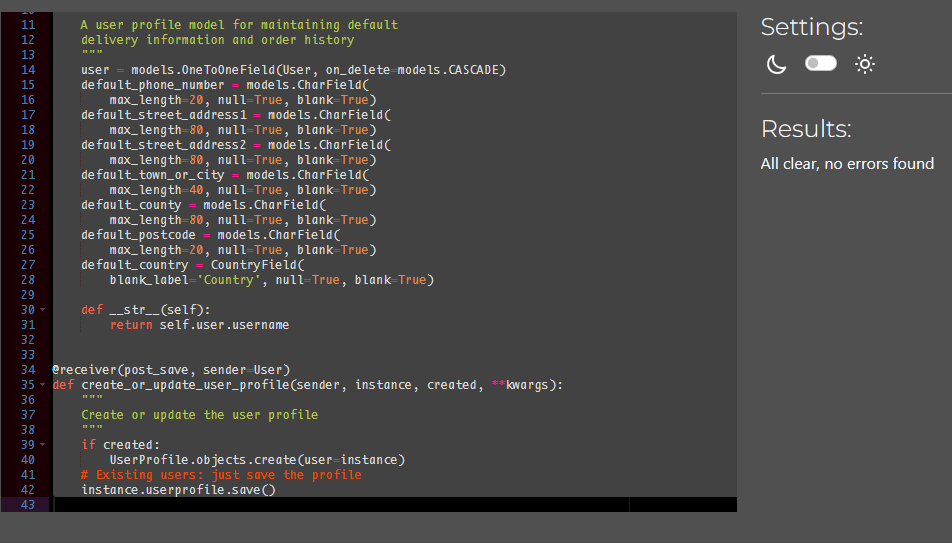 11 A user profile model for maintaining default
12 delivery information and order history
13 """
14 user = models.OneToOneField(User, on_delete=models.CASCADE)
15 default_phone_number = models.CharField(
16 max_length=20, null=True, blank=True)
17 default_street_address1 = models.CharField(
18 max_length=80, null=True, blank=True)
19 default_street_address2 = models.CharField(
20 max_length=80, null=True, blank=True)
21 default_town_or_city = models.CharField(
22 max_length=40, null=True, blank=True)
23 default_county = models.CharField(
24 max_length=80, null=True, blank=True)
25 default_postcode = models.CharField(
26 max_length=20, null=True, blank=True)
27 default_country = CountryField(
28 blank_label='Country', null=True, blank=True)
29
30 def __str__(self):
31 return self.user.username
32
33
34 @receiver(post_save, sender=User)
35 def create_or_update_user_profile(sender, instance, created, **kwargs):
36 """
37 Create or update the user profile
38 """
39 if created:
40 UserProfile.objects.create(user=instance)
41 # Existing users: just save the profile
42 instance.userprofile.save()
43
Settings:
Results:
All clear, no errors found